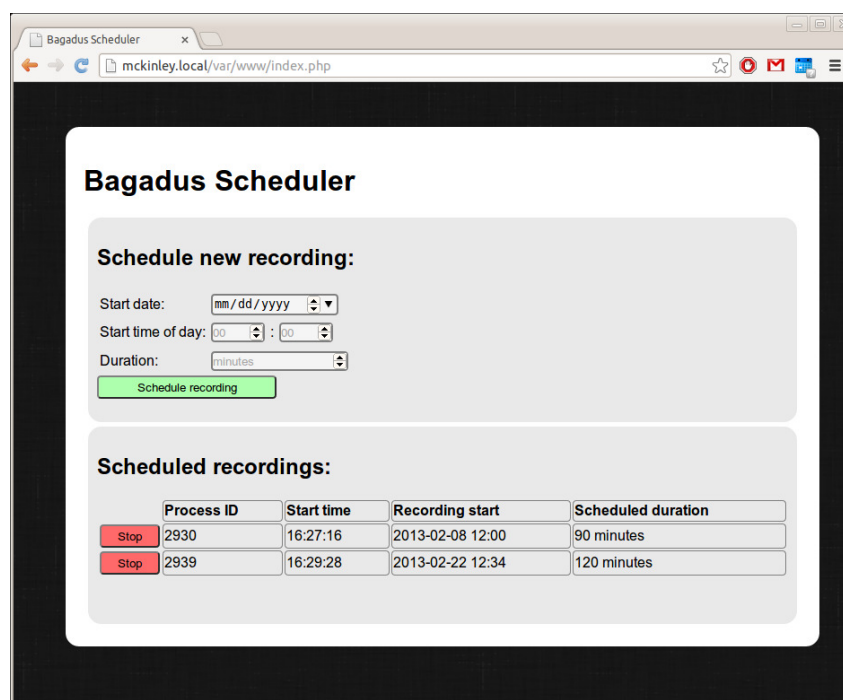 Bagadus Scheduler
mckinley.local/var/www/index.php
Bagadus Scheduler
Schedule new recording:
Start date: mm/dd/yyyy
Start time of day: 00 : 00
Duration: minutes
Schedule recording
Scheduled recordings:
Process ID Start time Recording start Scheduled duration
Stop 2930 16:27:16 2013-02-08 12:00 90 minutes
Stop 2939 16:29:28 2013-02-22 12:34 120 minutes